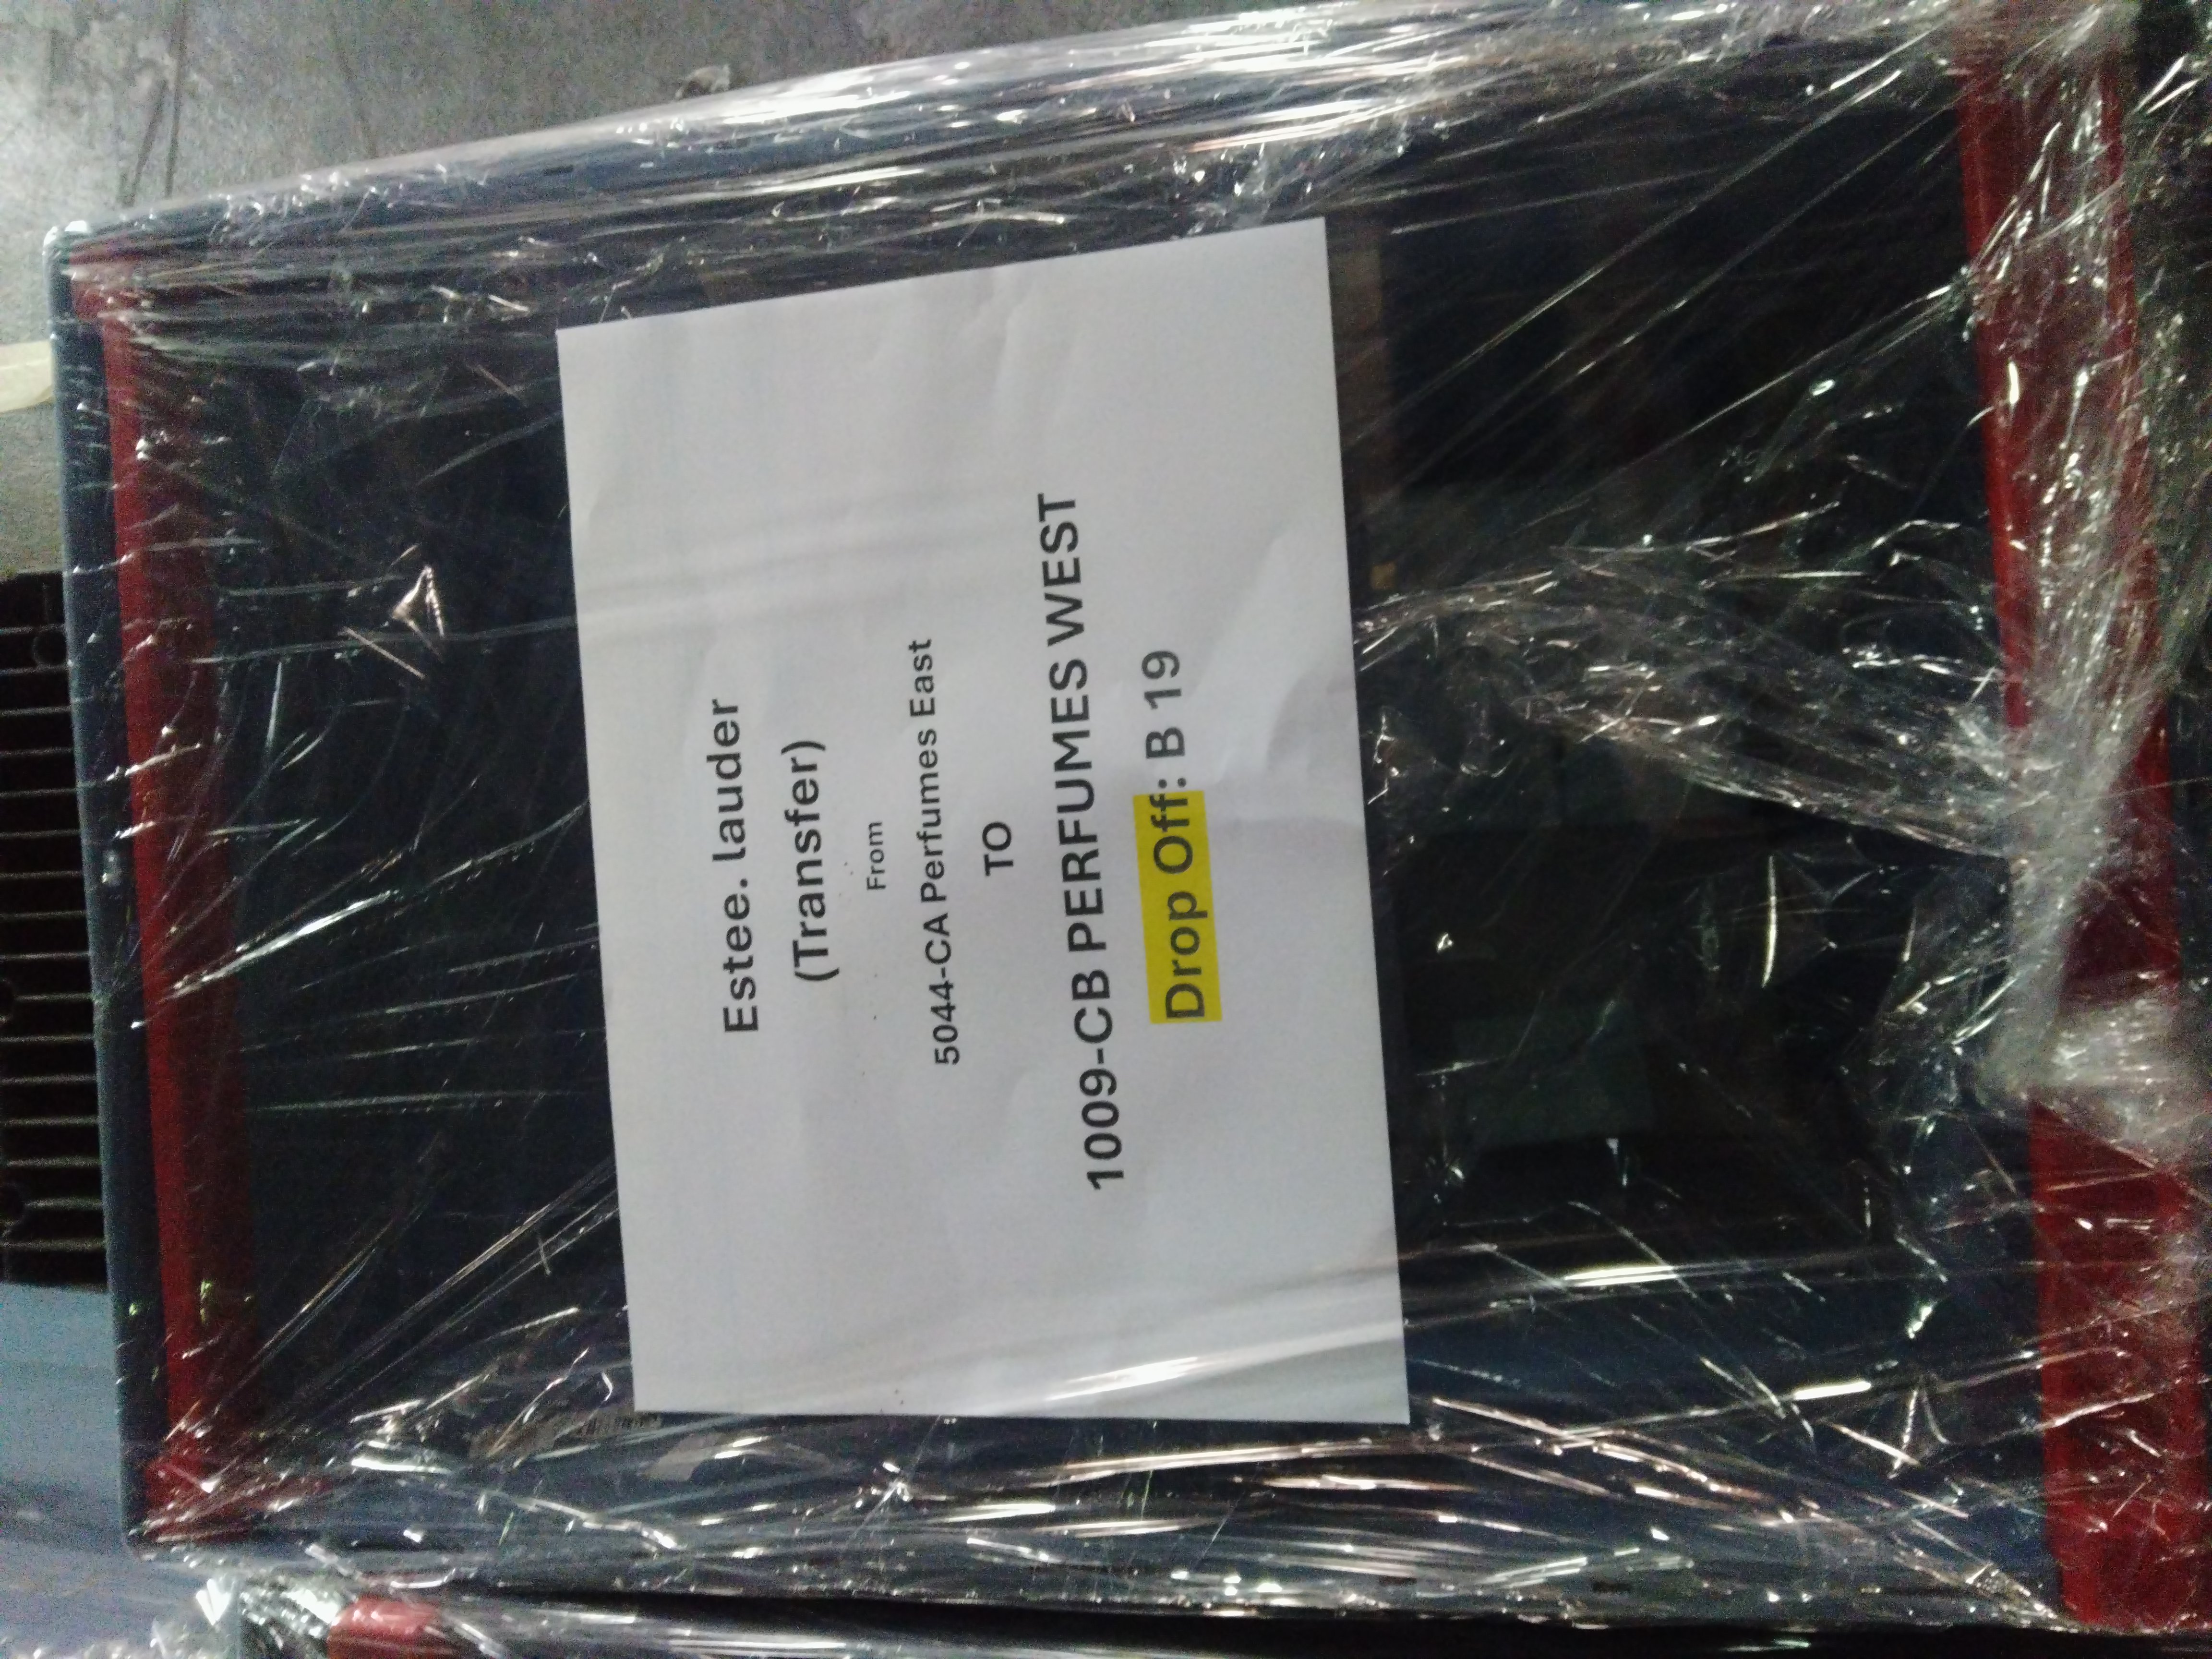 Estee. lauder
(Transfer)
From
5044-CA Perfumes East
TO
1009-CB PERFUMES WEST
Drop Off: B 19